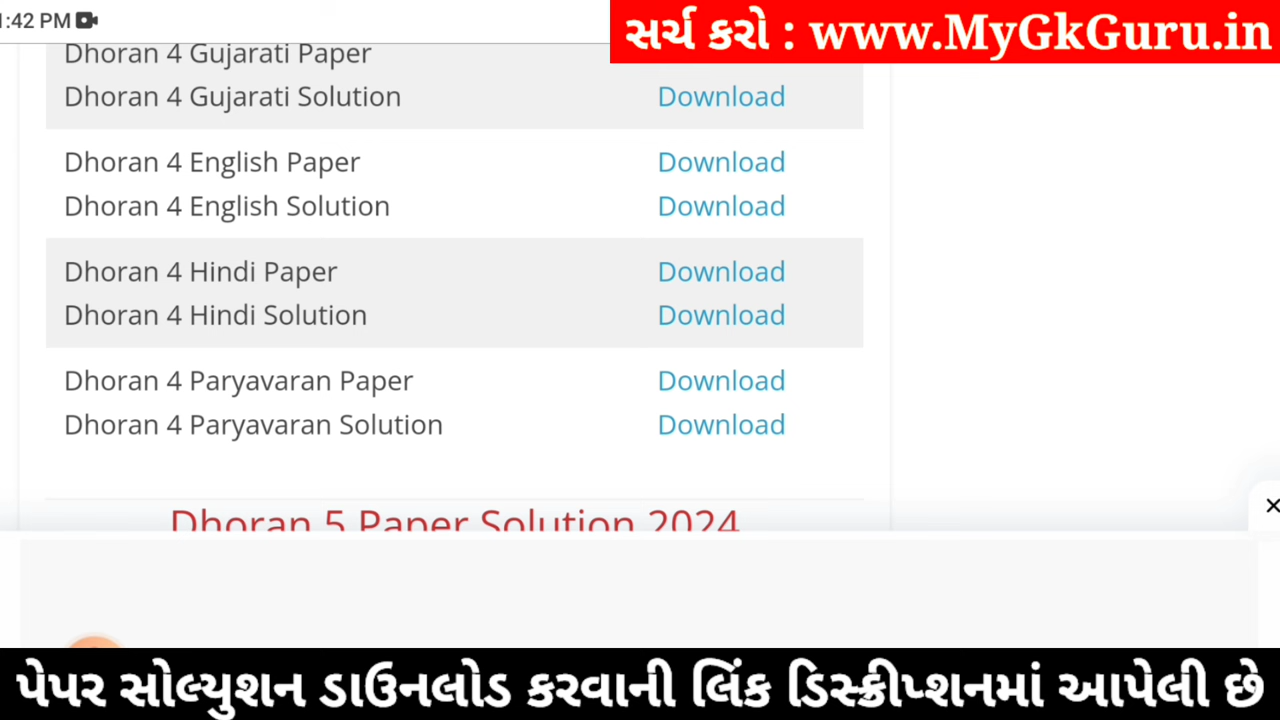 1:42 PM
સર્ચ કરો : www.MyGkGuru.in
Dhoran 4 Gujarati Paper
Dhoran 4 Gujarati Solution Download
Dhoran 4 English Paper Download
Dhoran 4 English Solution Download
Dhoran 4 Hindi Paper Download
Dhoran 4 Hindi Solution Download
Dhoran 4 Paryavaran Paper Download
Dhoran 4 Paryavaran Solution Download
Dhoran 5 Paper Solution 2024
પેપર સોલ્યુશન ડાઉનલોડ કરવાની લિંક ડિસ્ક્રીપ્શનમાં આપેલી છે